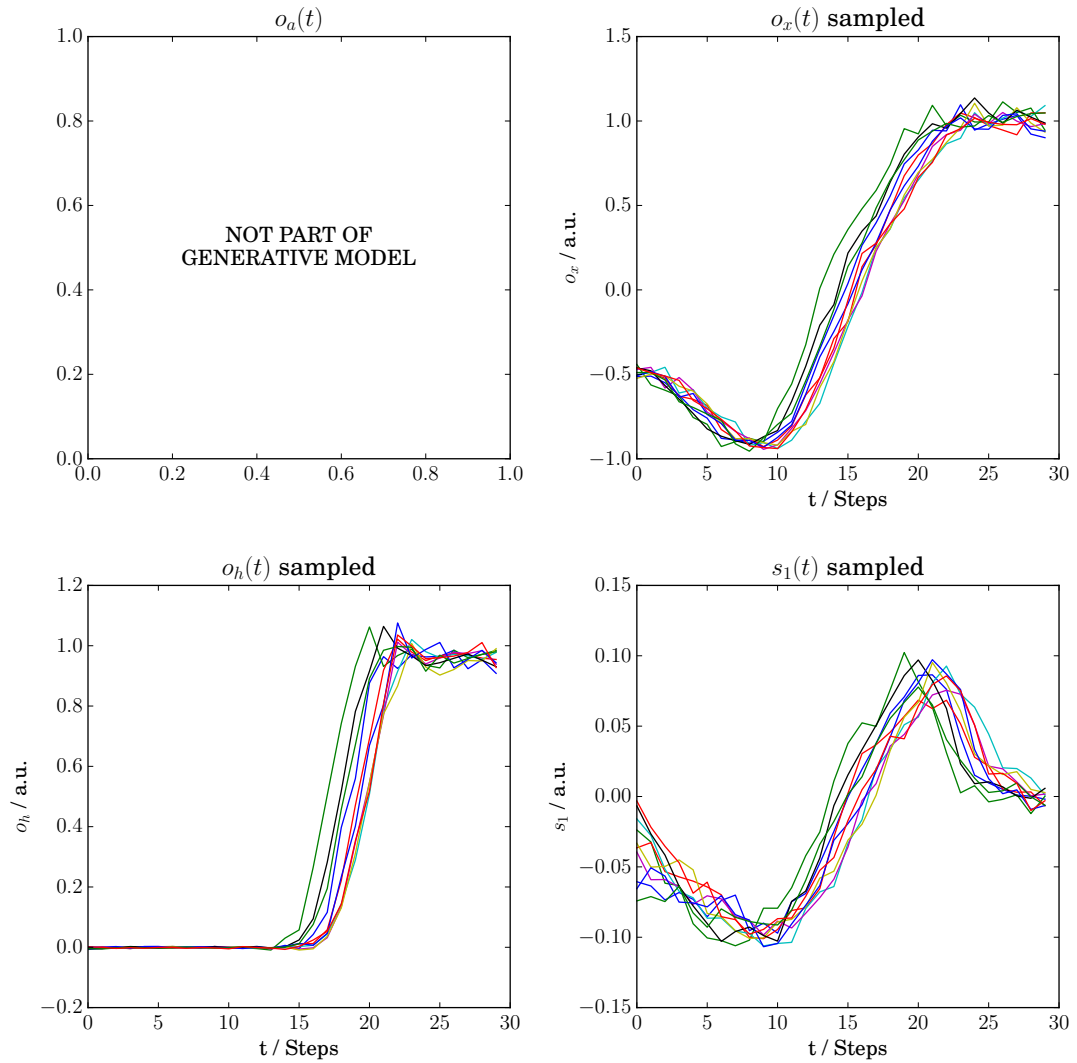 o_a(t)
1.0
0.8
0.6
0.4
0.2
0.0
NOT PART OF
GENERATIVE MODEL
0.0 0.2 0.4 0.6 0.8 1.0
o_x(t) sampled
1.5
1.0
0.5
0.0
−0.5
−1.0
o_x / a.u.
0 5 10 15 20 25 30
t / Steps
o_h(t) sampled
1.2
1.0
0.8
0.6
0.4
0.2
0.0
−0.2
o_h / a.u.
0 5 10 15 20 25 30
t / Steps
s_1(t) sampled
0.15
0.10
0.05
0.00
−0.05
−0.10
−0.15
s_1 / a.u.
0 5 10 15 20 25 30
t / Steps